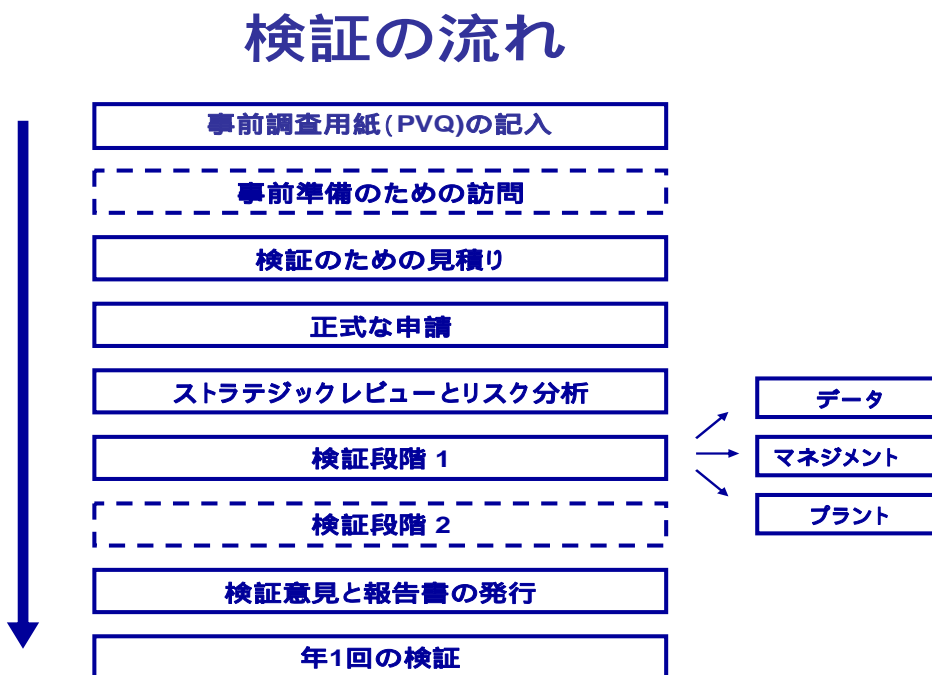 検証の流れ
事前調査用紙(PVQ)の記入
事前準備のための訪問
検証のための見積り
正式な申請
ストラテジックレビューとリスク分析
検証段階 1
データ
マネジメント
プラント
検証段階 2
検証意見と報告書の発行
年1回の検証